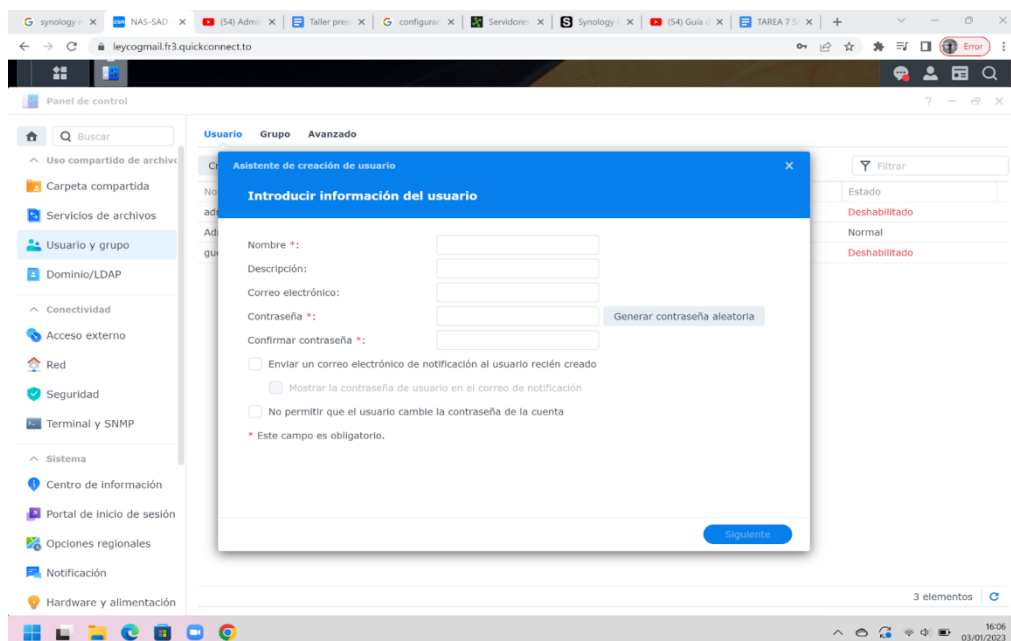 synology n
NAS-SAD
(54) Admin
Taller pres
configurac
Servidores
Synology
(54) Guía d
TAREA 7 S
leycogmail.fr3.quickconnect.to
Error
Panel de control
Buscar
Usuario Grupo Avanzado
Uso compartido de archivo
Carpeta compartida
Servicios de archivos
Usuario y grupo
Dominio/LDAP
Conectividad
Acceso externo
Red
Seguridad
Terminal y SNMP
Sistema
Centro de información
Portal de inicio de sesión
Opciones regionales
Notificación
Hardware y alimentación
Filtrar
Estado
Deshabilitado
Normal
Deshabilitado
Asistente de creación de usuario
Introducir información del usuario
Nombre *:
Descripción:
Correo electrónico:
Contraseña *: Generar contraseña aleatoria
Confirmar contraseña *:
Enviar un correo electrónico de notificación al usuario recién creado
Mostrar la contraseña de usuario en el correo de notificación
No permitir que el usuario cambie la contraseña de la cuenta
* Este campo es obligatorio.
Siguiente
3 elementos
16:06
03/01/2023